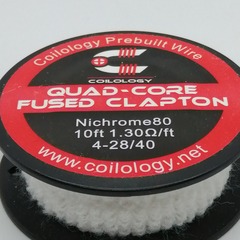 Coilology Prebuilt Wire
COILOLOGY
QUAD-CORE
FUSED CLAPTON
Nichrome80
10ft 1.30Ω/ft
4-28/40
www.coilology.net